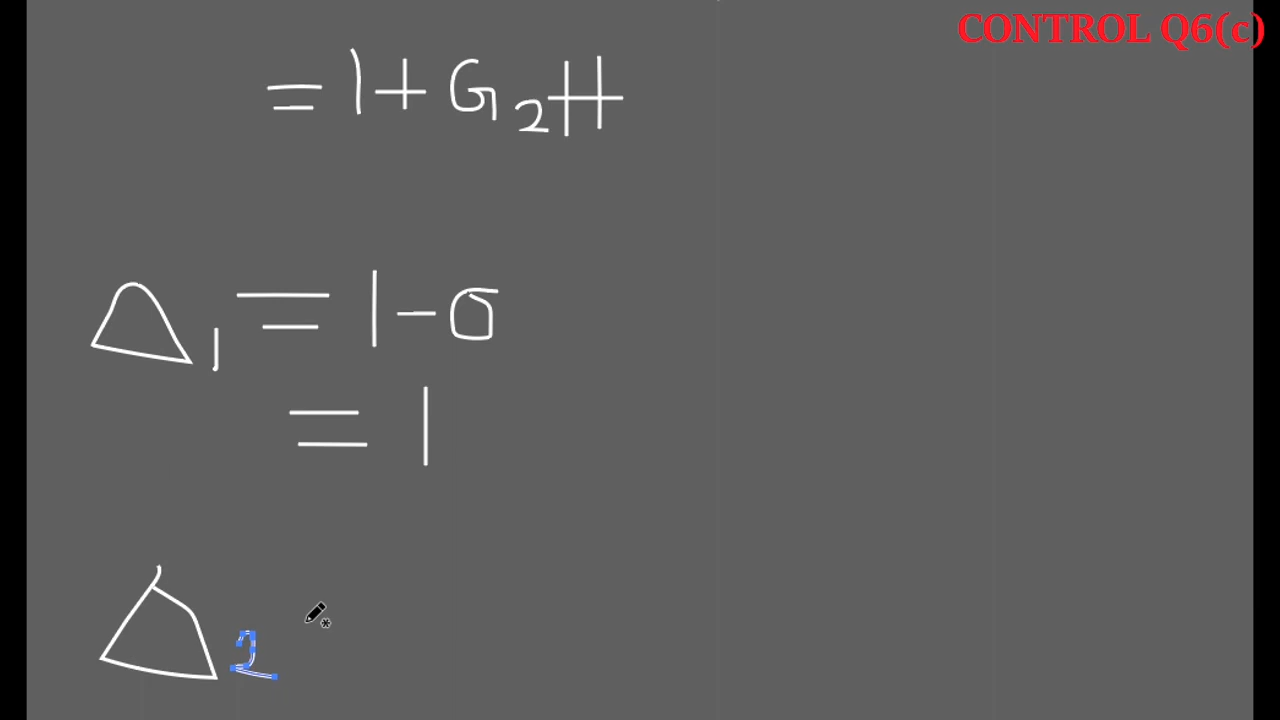 CONTROL Q6(c)
= 1 + G₂H
Δ₁ = 1 - 0
= 1
Δ₂